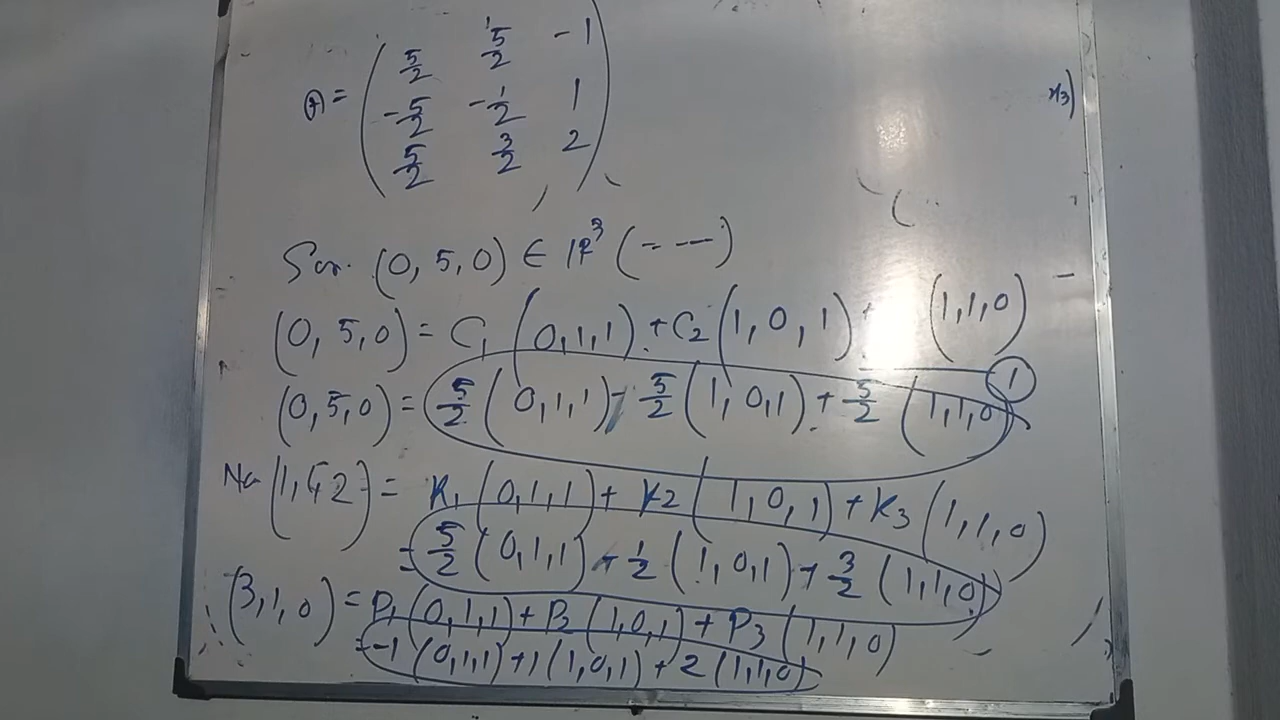 A = ( 5/2 5/2 -1
-5/2 -1/2 1
5/2 3/2 2 )
x₃)
(0, 5, 0) ∈ IR³ (- - -)
(0, 5, 0) = C₁ (0,1,1) + C₂ (1, 0, 1) + (1,1,0)
(0, 5, 0) = 5/2 (0,1,1) - 5/2 (1,0,1) + 5/2 (1,1,0) 1
= K₁ (0,1,1) + K₂ (1, 0, 1) + K₃ (1,1,0)
= 5/2 (0,1,1) - 1/2 (1,0,1) + 3/2 (1,1,0)
(3,1,0) = P₁ (0,1,1) + P₂ (1,0,1) + P₃ (1,1,0)
= -1 (0,1,1) + 1 (1,0,1) + 2 (1,1,0)